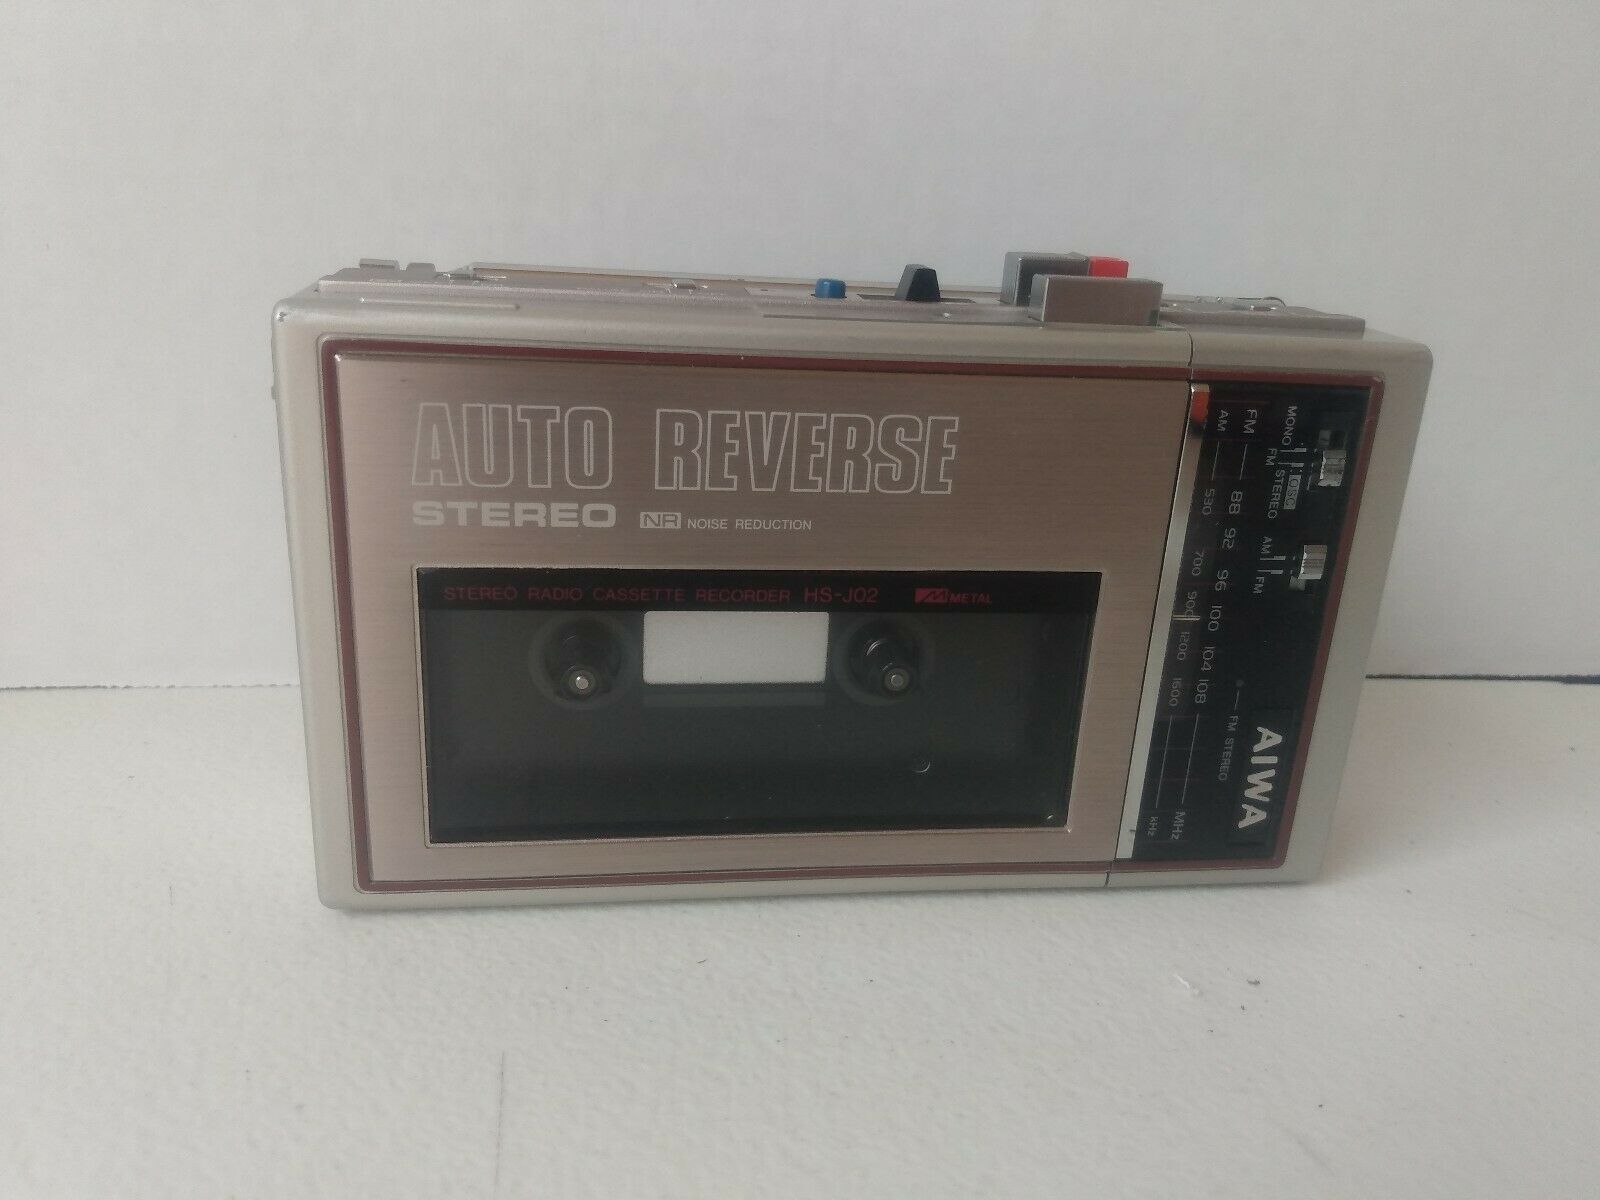 AUTO REVERSE
STEREO NR NOISE REDUCTION
STEREO RADIO CASSETTE RECORDER HS-J02 METAL
FM 88 92 96 100 104 108 MHz
AM 530 700 900 1200 1600 kHz
MONO FM STEREO
OSC
AM FM
FM STEREO
AIWA